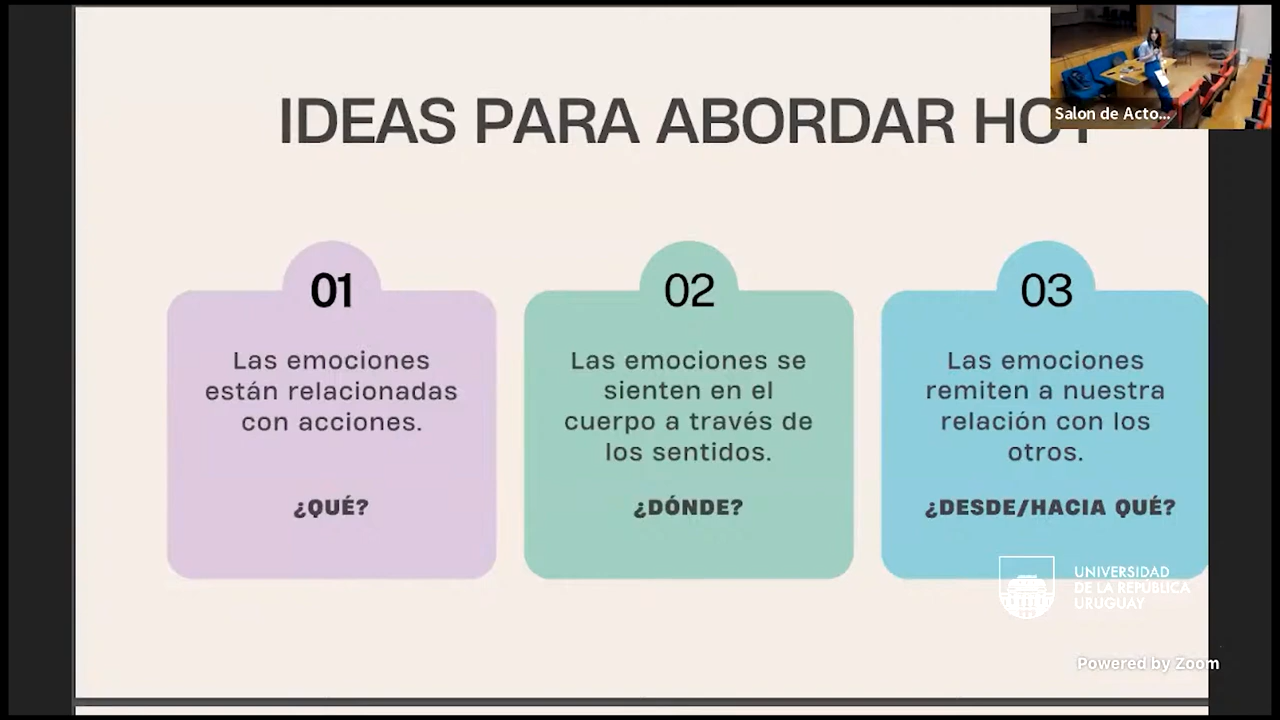 IDEAS PARA ABORDAR HOY
Salon de Acto...
01
Las emociones
están relacionadas
con acciones.
¿QUÉ?
02
Las emociones se
sienten en el
cuerpo a través de
los sentidos.
¿DÓNDE?
03
Las emociones
remiten a nuestra
relación con los
otros.
¿DESDE/HACIA QUÉ?
UNIVERSIDAD
DE LA REPÚBLICA
URUGUAY
Powered by Zoom